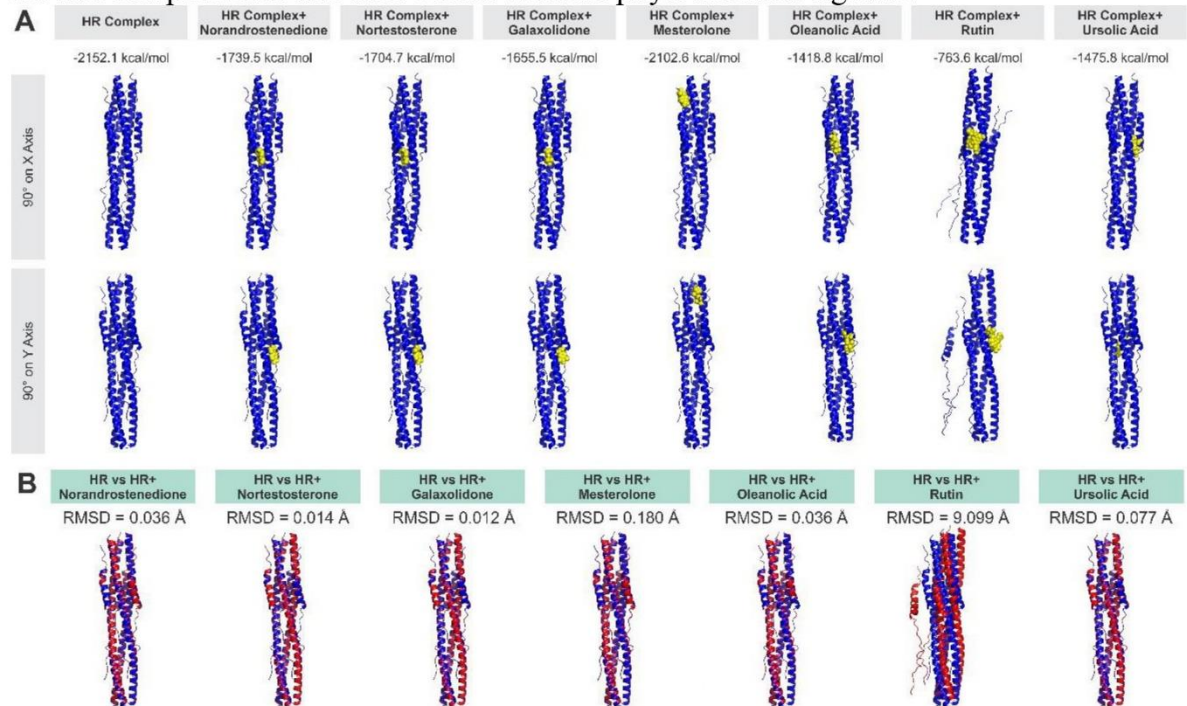 A
HR Complex
HR Complex+
Norandrostenedione
HR Complex+
Nortestosterone
HR Complex+
Galaxolidone
HR Complex+
Mesterolone
HR Complex+
Oleanolic Acid
HR Complex+
Rutin
HR Complex+
Ursolic Acid
-2152.1 kcal/mol
-1739.5 kcal/mol
-1704.7 kcal/mol
-1655.5 kcal/mol
-2102.6 kcal/mol
-1418.8 kcal/mol
-763.6 kcal/mol
-1475.8 kcal/mol
90° on X Axis
90° on Y Axis
B
HR vs HR+
Norandrostenedione
HR vs HR+
Nortestosterone
HR vs HR+
Galaxolidone
HR vs HR+
Mesterolone
HR vs HR+
Oleanolic Acid
HR vs HR+
Rutin
HR vs HR+
Ursolic Acid
RMSD = 0.036 Å
RMSD = 0.014 Å
RMSD = 0.012 Å
RMSD = 0.180 Å
RMSD = 0.036 Å
RMSD = 9.099 Å
RMSD = 0.077 Å